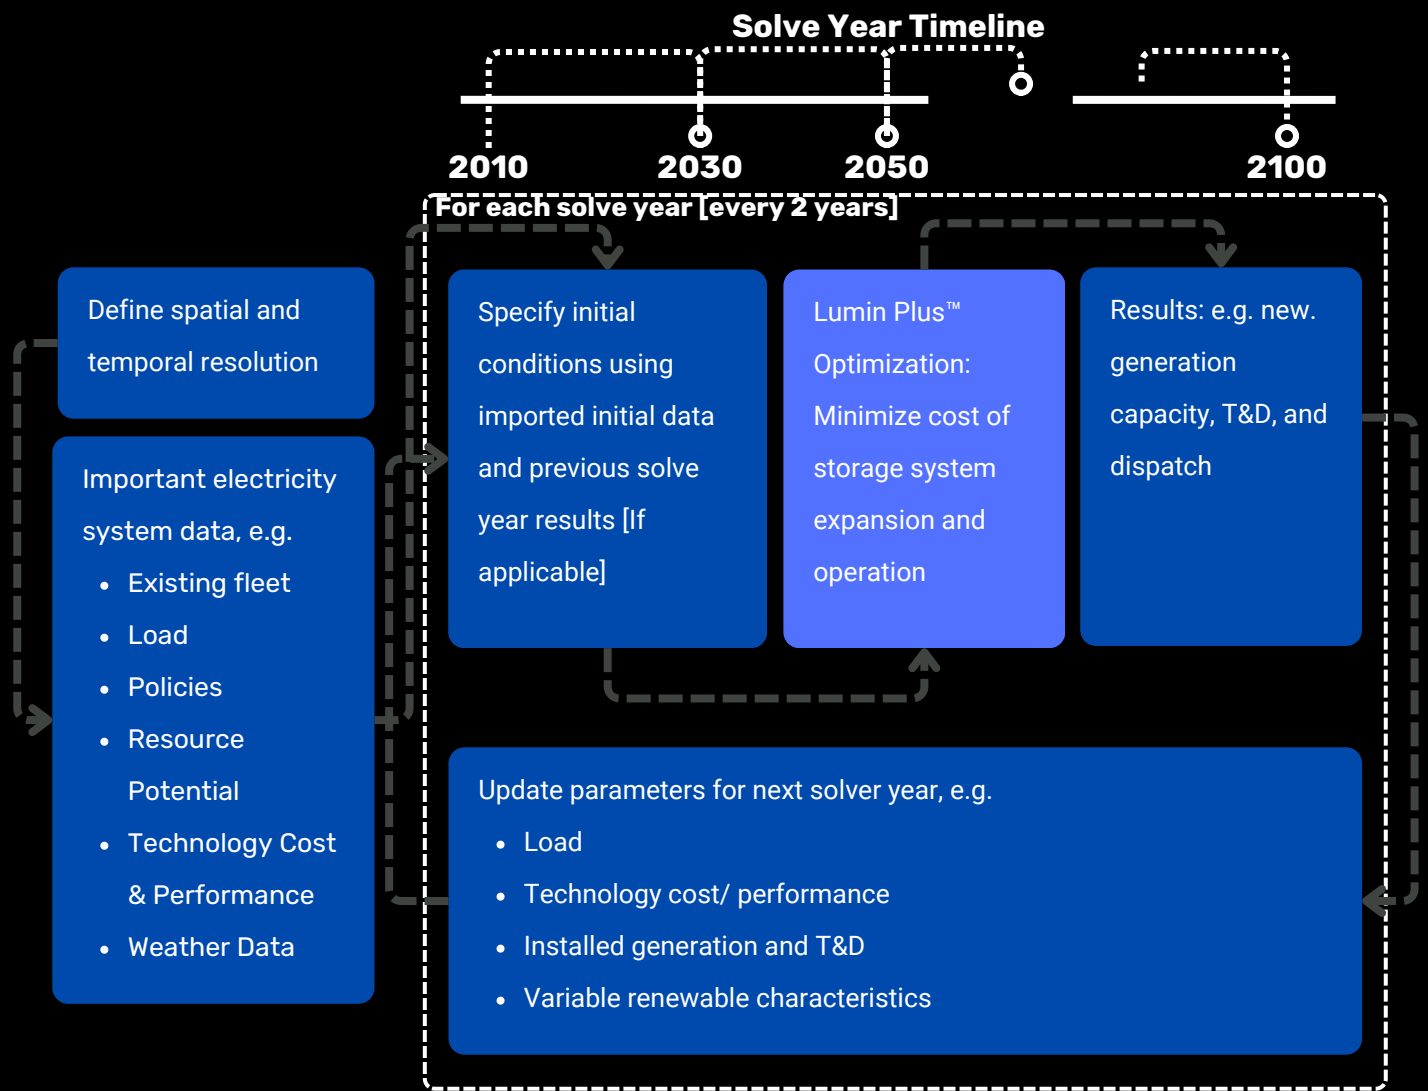 Solve Year Timeline
2010
2030
2050
2100
For each solve year [every 2 years]
Define spatial and
temporal resolution
Important electricity
system data, e.g.
• Existing fleet
• Load
• Policies
• Resource
Potential
• Technology Cost
& Performance
• Weather Data
Specify initial
conditions using
imported initial data
and previous solve
year results [If
applicable]
Lumin Plus™
Optimization:
Minimize cost of
storage system
expansion and
operation
Results: e.g. new.
generation
capacity, T&D, and
dispatch
Update parameters for next solver year, e.g.
• Load
• Technology cost/ performance
• Installed generation and T&D
• Variable renewable characteristics